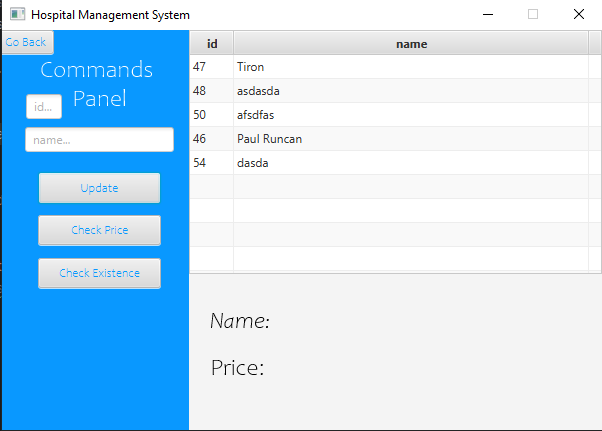 Hospital Management System
Go Back
Commands
Panel
id...
name...
Update
Check Price
Check Existence
id name
47 Tiron
48 asdasda
50 afsdfas
46 Paul Runcan
54 dasda
Name:
Price: